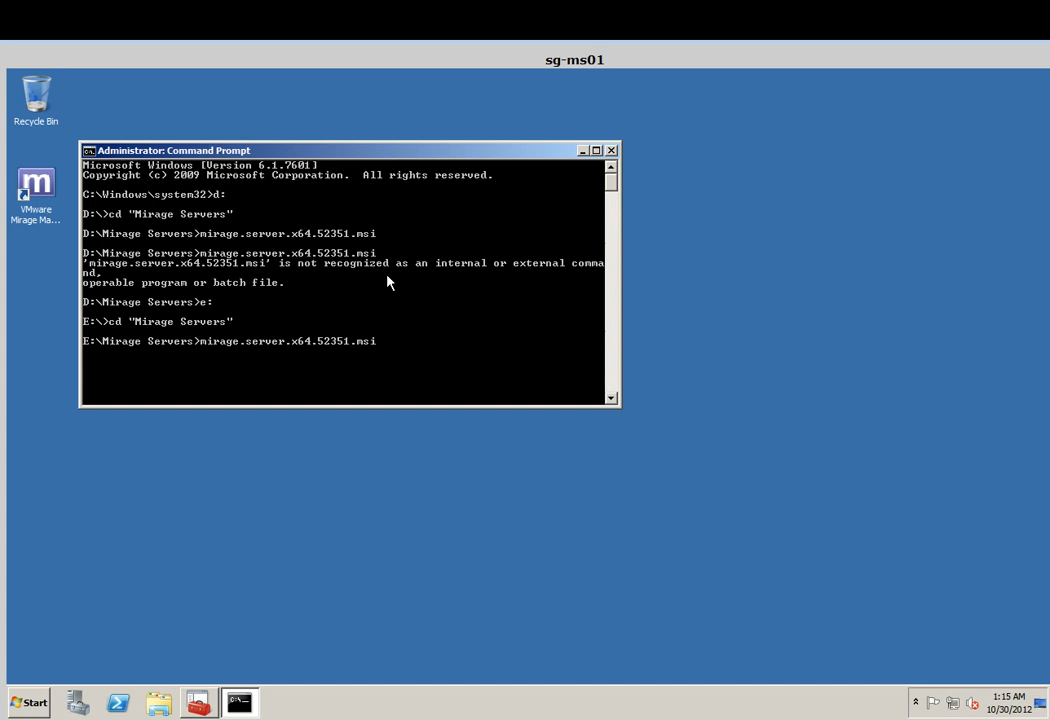 sg-ms01
Recycle Bin
VMware
Mirage Ma...
Administrator: Command Prompt
Microsoft Windows [Version 6.1.7601]
Copyright (c) 2009 Microsoft Corporation.  All rights reserved.
C:\Windows\system32>d:
D:\>cd "Mirage Servers"
D:\Mirage Servers>mirage.server.x64.52351.msi
D:\Mirage Servers>mirage.server.x64.52351.msi
'mirage.server.x64.52351.msi' is not recognized as an internal or external comma
nd,
operable program or batch file.
D:\Mirage Servers>e:
E:\>cd "Mirage Servers"
E:\Mirage Servers>mirage.server.x64.52351.msi
Start
1:15 AM
10/30/2012